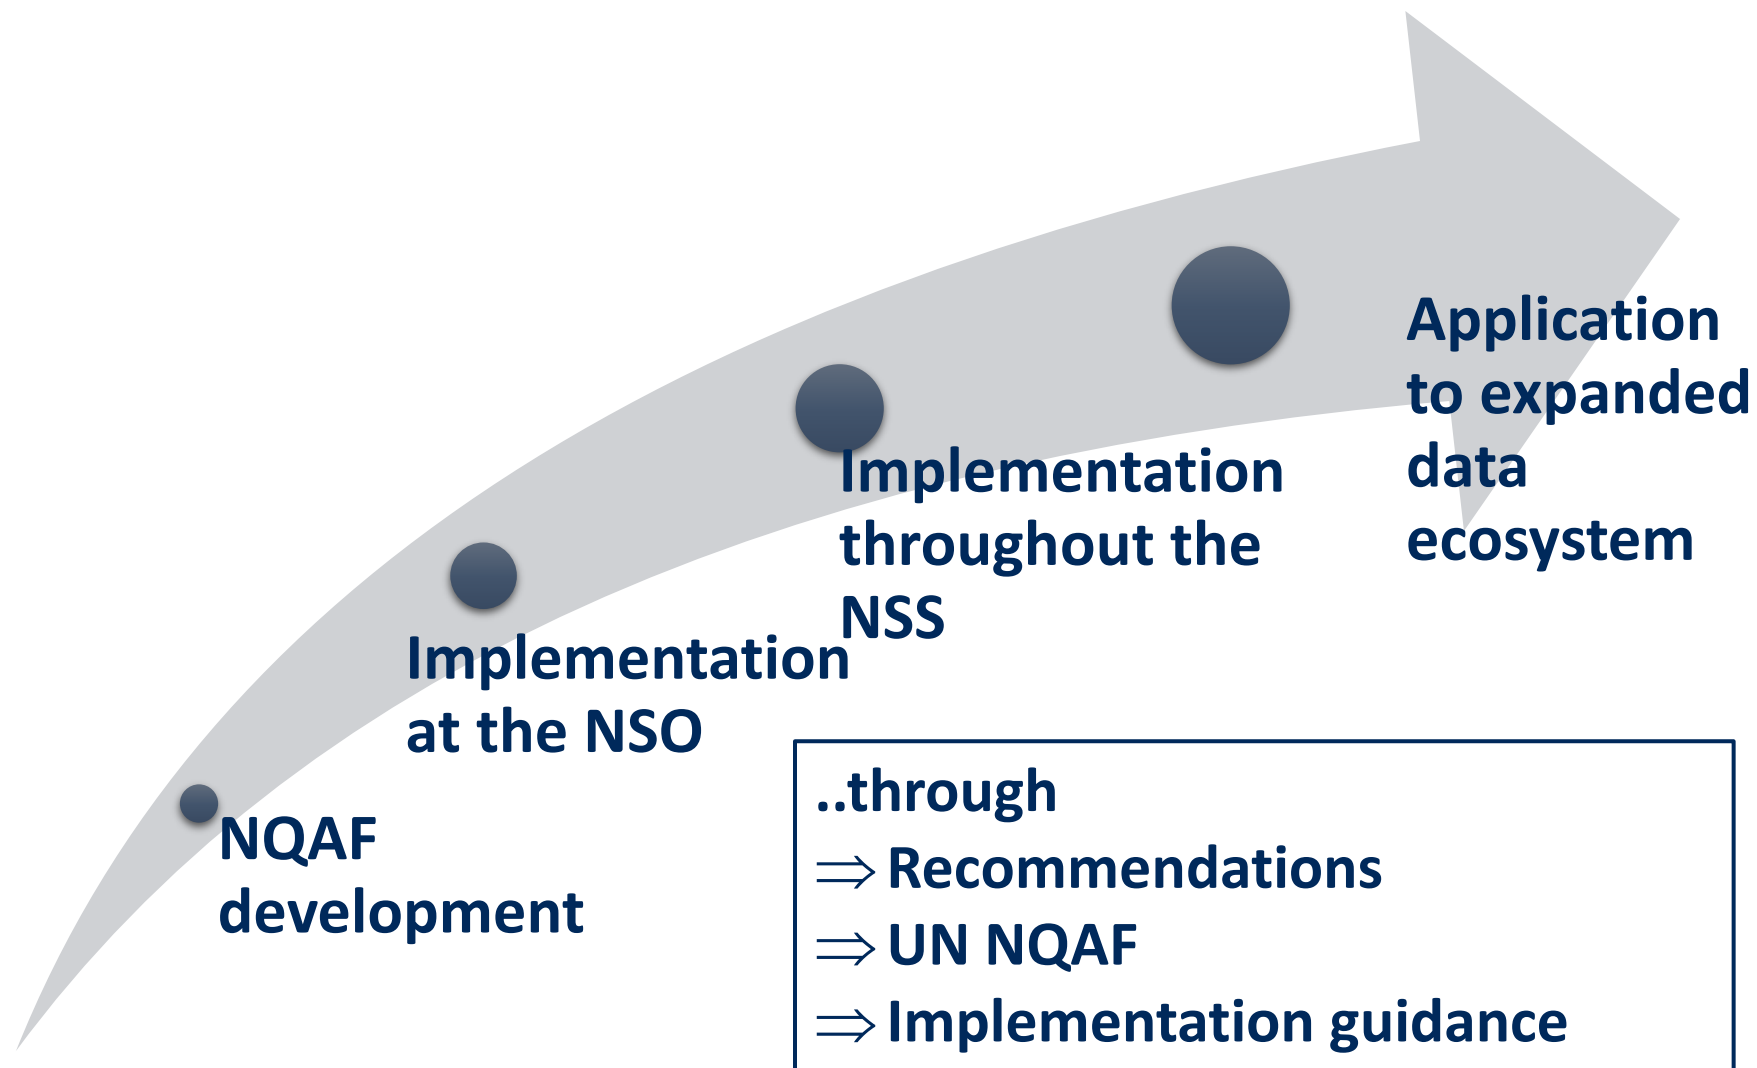 NQAF
development
Implementation
at the NSO
Implementation
throughout the
NSS
Application
to expanded
data
ecosystem
..through
⇒ Recommendations
⇒ UN NQAF
⇒ Implementation guidance